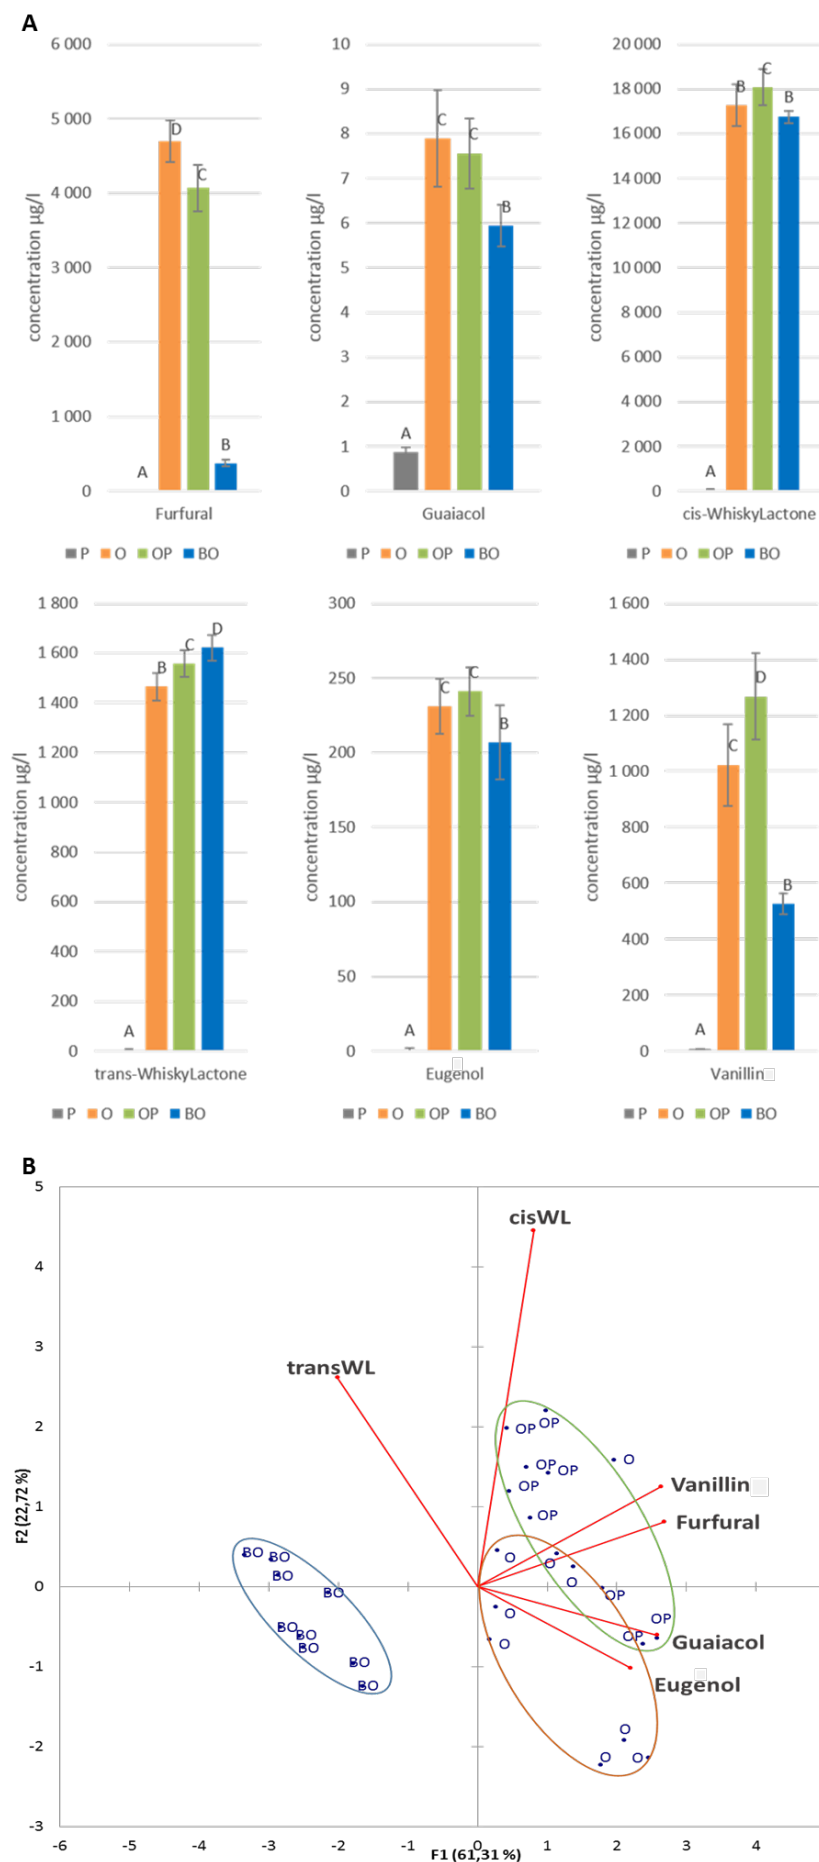 A
6 000
5 000
4 000
3 000
2 000
1 000
0
concentration µg/l
A
D
C
B
Furfural
P O OP BO
10
9
8
7
6
5
4
3
2
1
0
concentration µg/l
A
C
C
B
Guaiacol
P O OP BO
20 000
18 000
16 000
14 000
12 000
10 000
8 000
6 000
4 000
2 000
0
concentration µg/l
A
B
C
B
cis-WhiskyLactone
P O OP BO
1 800
1 600
1 400
1 200
1 000
800
600
400
200
0
concentration µg/l
A
B
C
D
trans-WhiskyLactone
P O OP BO
300
250
200
150
100
50
0
concentration µg/l
A
C
C
B
Eugenol
P O OP BO
1 600
1 400
1 200
1 000
800
600
400
200
0
concentration µg/l
A
C
D
B
Vanillin
P O OP BO
B
5
4
3
2
1
0
-1
-2
-3
F2 (22,72 %)
cisWL
transWL
OP OP
O
OP OP
OP
OP
Vanillin
Furfural
BO BO
BO
BO
O
O
O
OP
O
OP
BO
BO
BO
O
OP
Guaiacol
BO
BO
Eugenol
O
O O
-6 -5 -4 -3 -2 -1 0 1 2 3 4
F1 (61,31 %)